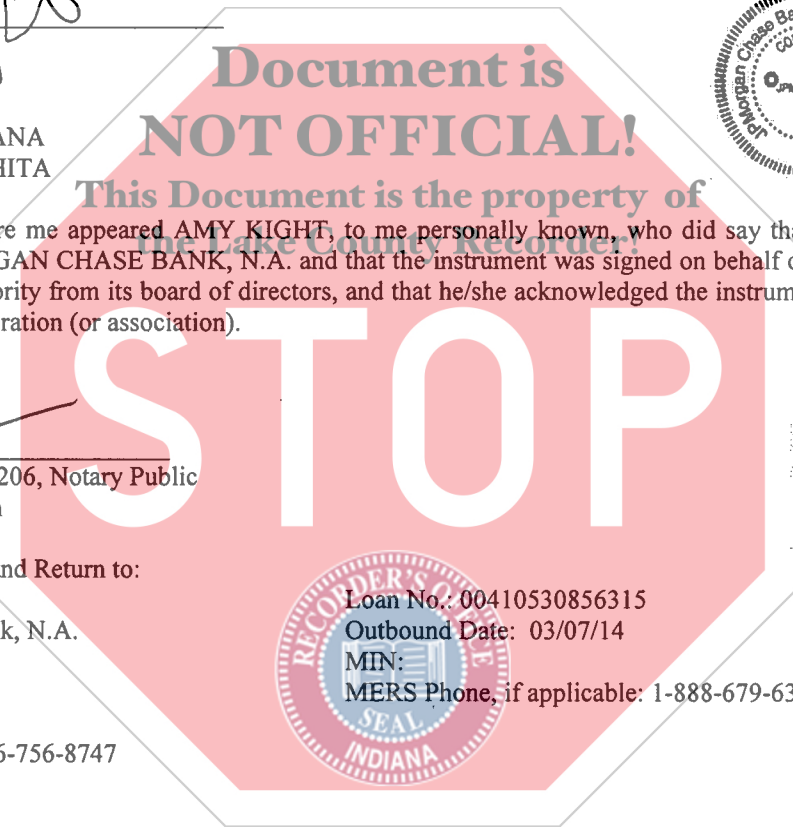 Document is
NOT OFFICIAL!
ANA
HITA
This Document is the property of
the Lake County Recorder!
re me appeared AMY KIGHT, to me personally known, who did say tha
GAN CHASE BANK, N.A. and that the instrument was signed on behalf o
ority from its board of directors, and that he/she acknowledged the instrum
ration (or association).
STOP
206, Notary Public
nd Return to:
k, N.A.
Loan No.: 00410530856315
Outbound Date: 03/07/14
MIN:
MERS Phone, if applicable: 1-888-679-63
6-756-8747
RECORDER'S OFFICE
SEAL
INDIANA
JPMorgan Chase Ba